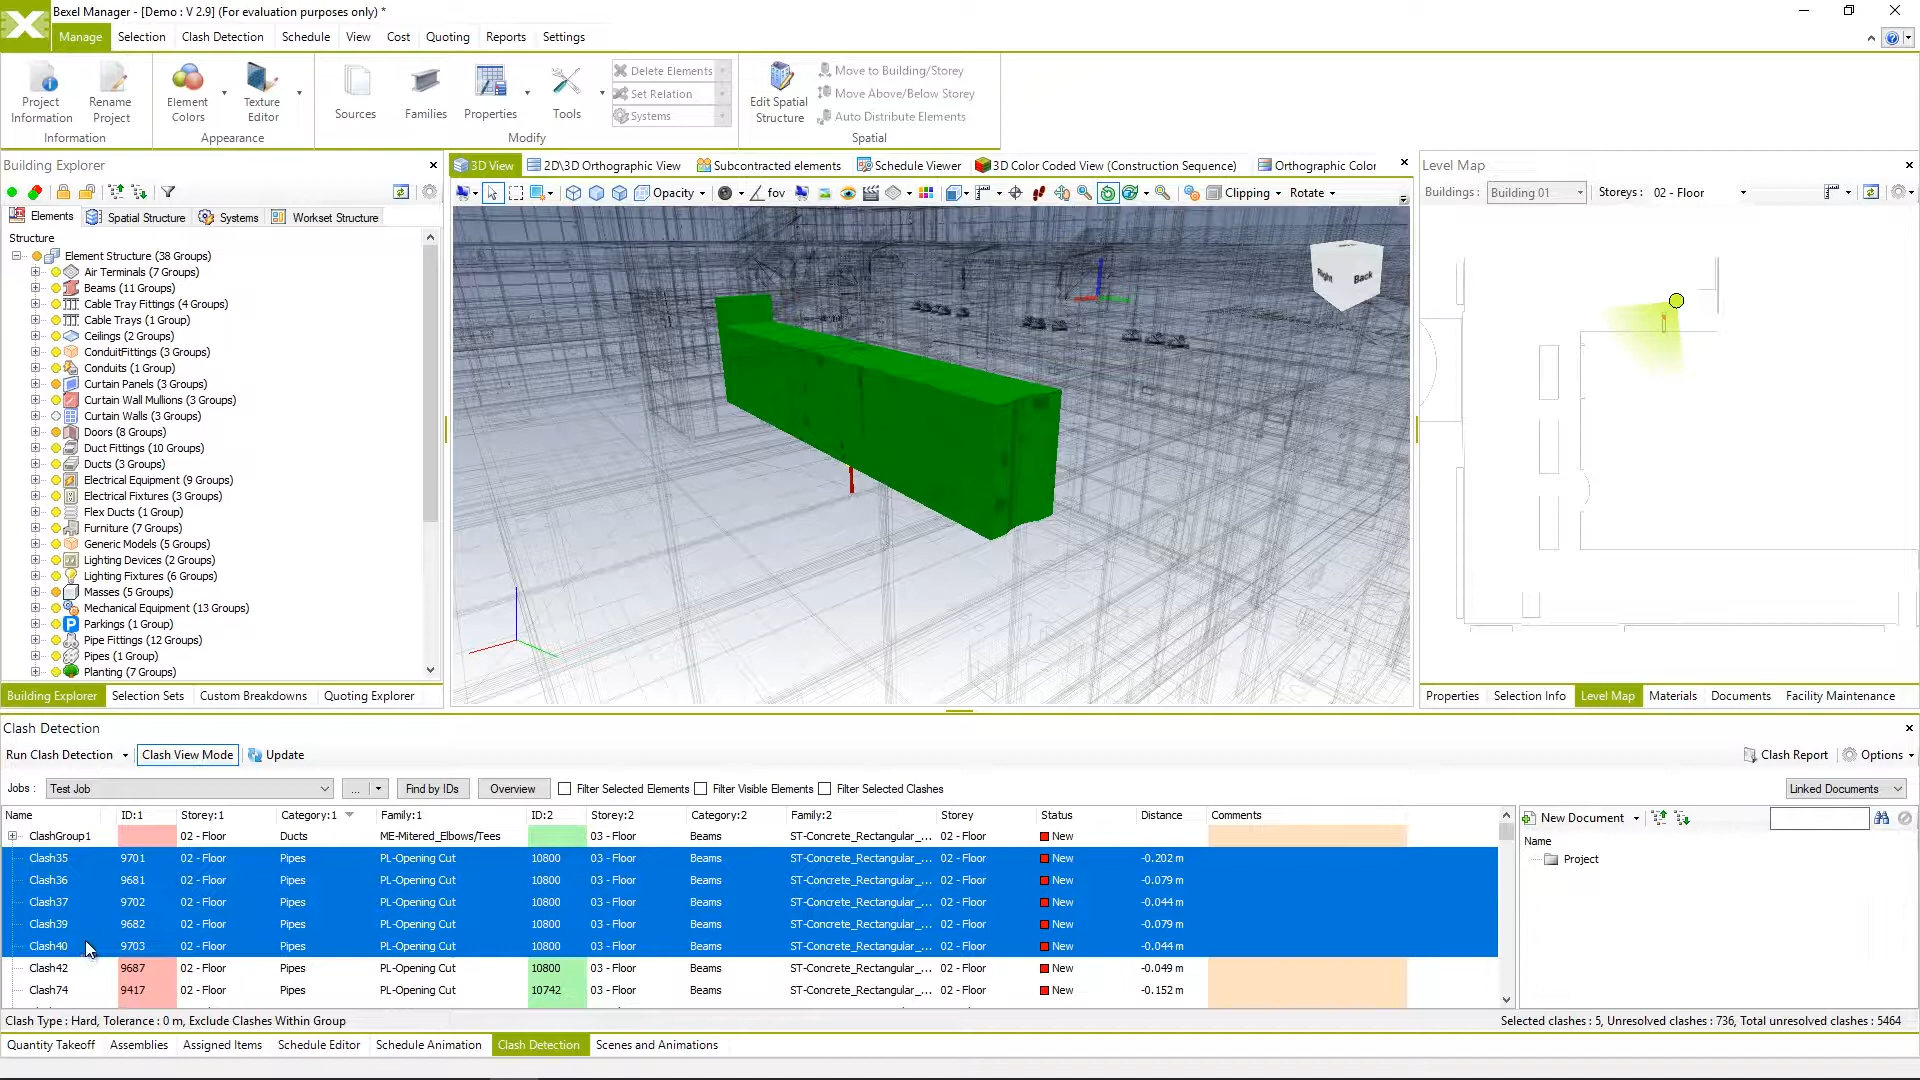 Bexel Manager - [Demo : V 2.9] (For evaluation purposes only) *
Manage Selection Clash Detection Schedule View Cost Quoting Reports Settings
Project Information
Rename Project
Information
Element Colors
Texture Editor
Appearance
Sources
Families
Properties
Tools
Delete Elements
Set Relation
Systems
Modify
Edit Spatial Structure
Move to Building/Storey
Move Above/Below Storey
Auto Distribute Elements
Spatial
Building Explorer
Elements Spatial Structure Systems Workset Structure
Structure
Element Structure (38 Groups)
Air Terminals (7 Groups)
Beams (11 Groups)
Cable Tray Fittings (4 Groups)
Cable Trays (1 Group)
Ceilings (2 Groups)
ConduitFittings (3 Groups)
Conduits (1 Group)
Curtain Panels (3 Groups)
Curtain Wall Mullions (3 Groups)
Curtain Walls (3 Groups)
Doors (8 Groups)
Duct Fittings (10 Groups)
Ducts (3 Groups)
Electrical Equipment (9 Groups)
Electrical Fixtures (3 Groups)
Flex Ducts (1 Group)
Furniture (7 Groups)
Generic Models (5 Groups)
Lighting Devices (2 Groups)
Lighting Fixtures (6 Groups)
Masses (5 Groups)
Mechanical Equipment (13 Groups)
Parkings (1 Group)
Pipe Fittings (12 Groups)
Pipes (1 Group)
Planting (7 Groups)
Building Explorer Selection Sets Custom Breakdowns Quoting Explorer
3D View 2D\3D Orthographic View Subcontracted elements Schedule Viewer 3D Color Coded View (Construction Sequence) Orthographic Color
Opacity fov Clipping Rotate
Right Back
Level Map
Buildings : Building 01 Storeys : 02 - Floor
Properties Selection Info Level Map Materials Documents Facility Maintenance
Clash Detection
Run Clash Detection Clash View Mode Update Clash Report Options
Jobs : Test Job ... Find by IDs Overview Filter Selected Elements Filter Visible Elements Filter Selected Clashes Linked Documents
Name ID:1 Storey:1 Category:1 Family:1 ID:2 Storey:2 Category:2 Family:2 Storey Status Distance Comments
ClashGroup1 02 - Floor Ducts ME-Mitered_Elbows/Tees 03 - Floor Beams ST-Concrete_Rectangular_... 02 - Floor New
Clash35 9701 02 - Floor Pipes PL-Opening Cut 10800 03 - Floor Beams ST-Concrete_Rectangular_... 02 - Floor New -0.202 m
Clash36 9681 02 - Floor Pipes PL-Opening Cut 10800 03 - Floor Beams ST-Concrete_Rectangular_... 02 - Floor New -0.079 m
Clash37 9702 02 - Floor Pipes PL-Opening Cut 10800 03 - Floor Beams ST-Concrete_Rectangular_... 02 - Floor New -0.044 m
Clash39 9682 02 - Floor Pipes PL-Opening Cut 10800 03 - Floor Beams ST-Concrete_Rectangular_... 02 - Floor New -0.079 m
Clash40 9703 02 - Floor Pipes PL-Opening Cut 10800 03 - Floor Beams ST-Concrete_Rectangular_... 02 - Floor New -0.044 m
Clash42 9687 02 - Floor Pipes PL-Opening Cut 10800 03 - Floor Beams ST-Concrete_Rectangular_... 02 - Floor New -0.049 m
Clash74 9417 02 - Floor Pipes PL-Opening Cut 10742 03 - Floor Beams ST-Concrete_Rectangular_... 02 - Floor New -0.152 m
New Document
Name
Project
Clash Type : Hard, Tolerance : 0 m, Exclude Clashes Within Group Selected clashes : 5, Unresolved clashes : 736, Total unresolved clashes : 5464
Quantity Takeoff Assemblies Assigned Items Schedule Editor Schedule Animation Clash Detection Scenes and Animations